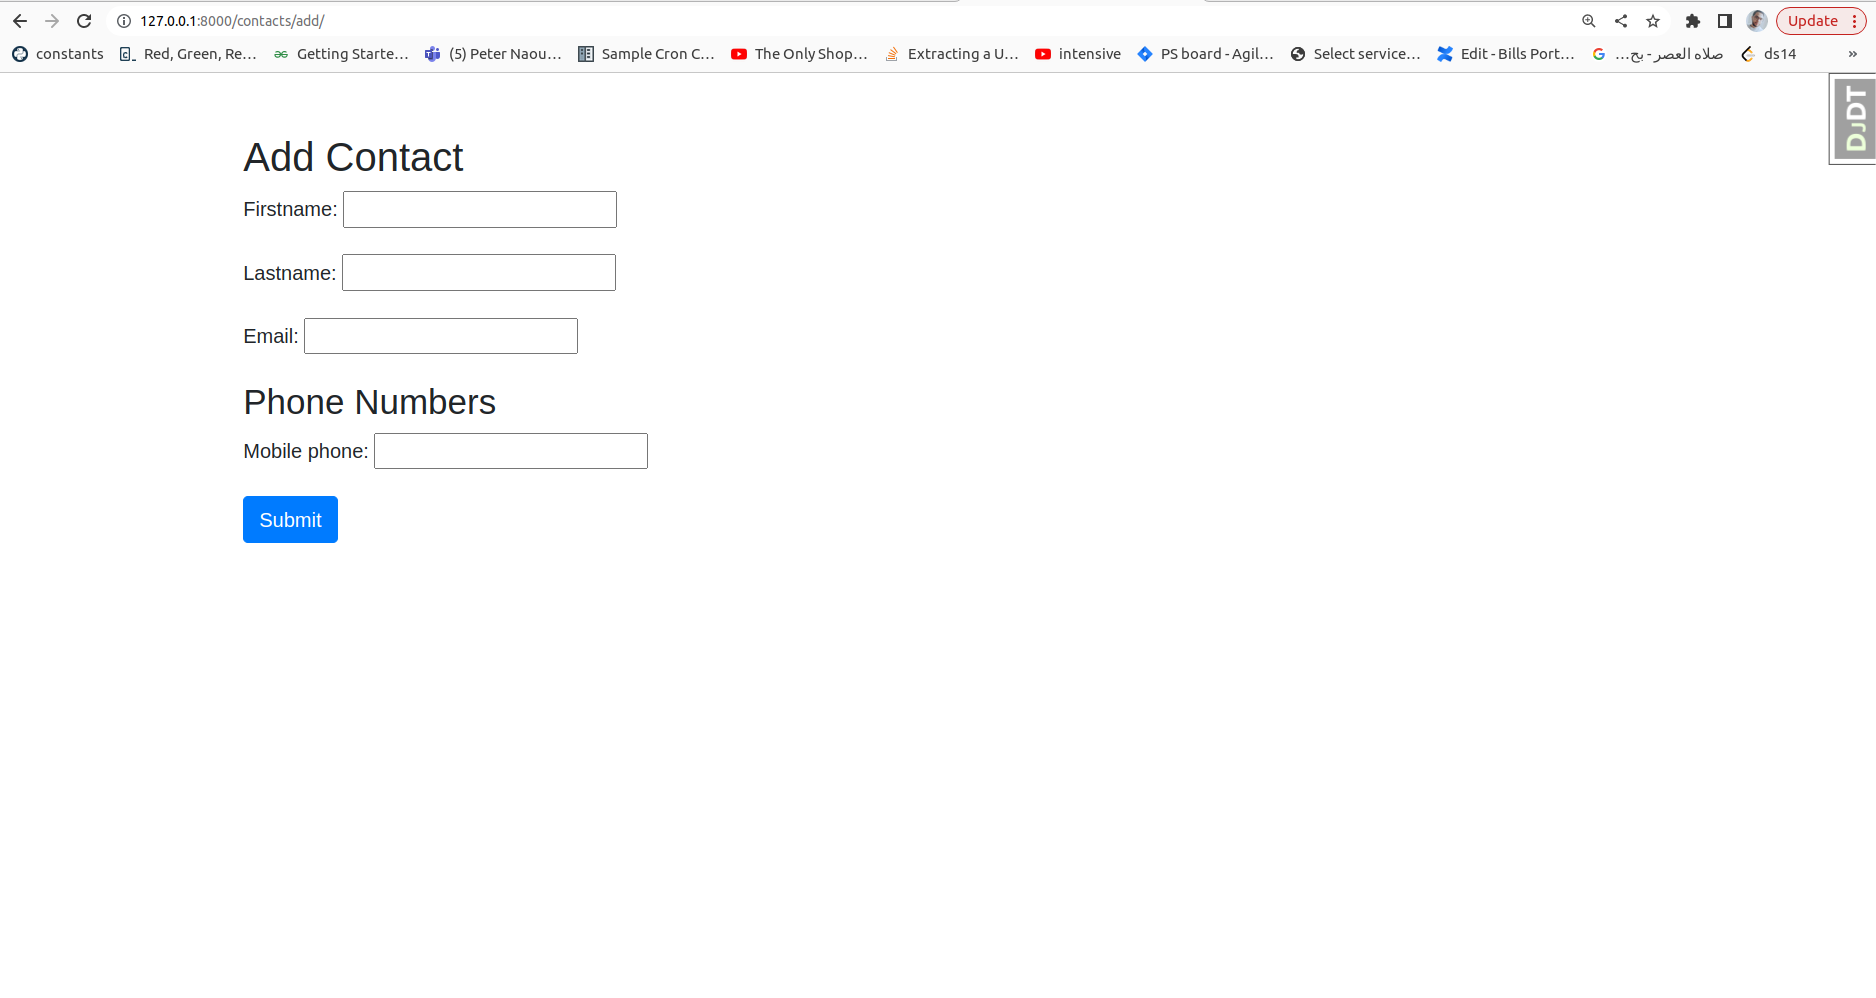 127.0.0.1:8000/contacts/add/
Update
constants
Red, Green, Re...
Getting Starte...
(5) Peter Naou...
Sample Cron C...
The Only Shop...
Extracting a U...
intensive
PS board - Agil...
Select service...
Edit - Bills Port...
صلاه العصر - بح...
ds14
»
DJDT
Add Contact
Firstname:
Lastname:
Email:
Phone Numbers
Mobile phone:
Submit